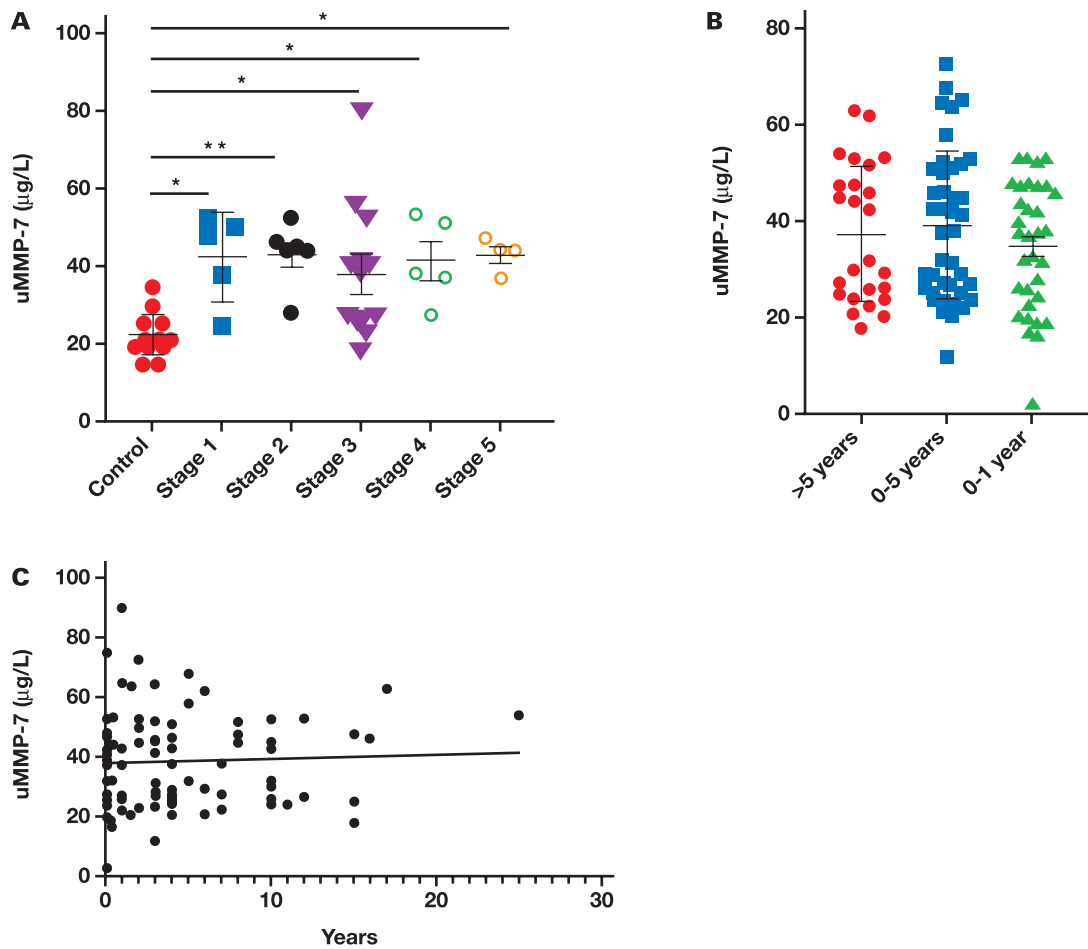 A
uMMP-7 (µg/L)
100
80
60
40
20
0
*
*
*
* *
*
Control
Stage 1
Stage 2
Stage 3
Stage 4
Stage 5
B
uMMP-7 (µg/L)
80
60
40
20
0
>5 years
0-5 years
0-1 year
C
uMMP-7 (µg/L)
100
80
60
40
20
0
0
10
20
30
Years